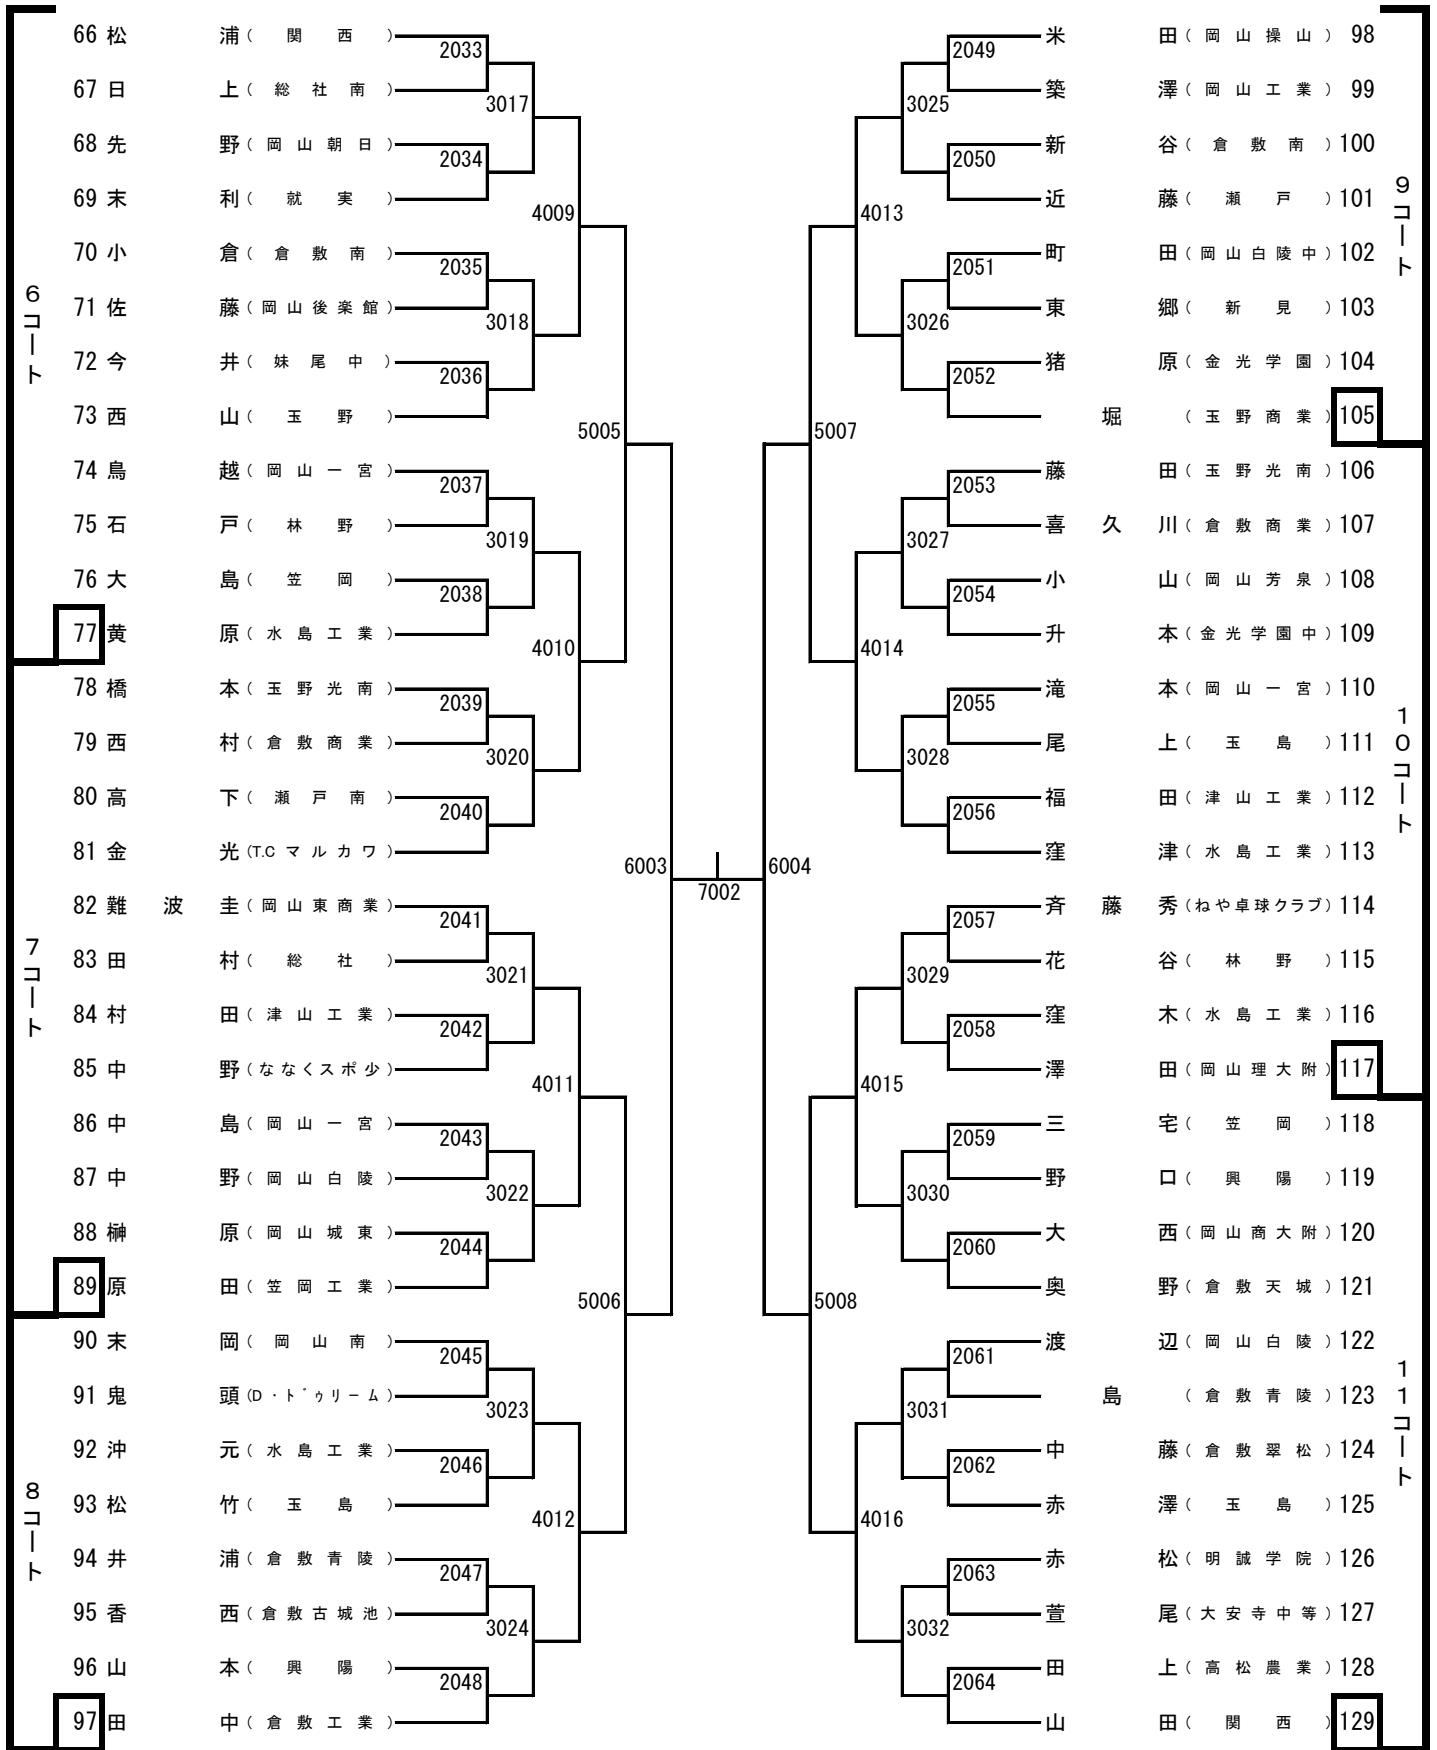 6コート
66 松浦(関西)
67 日上(総社南)
68 先野(岡山朝日)
69 末利(就実)
70 小倉(倉敷南)
71 佐藤(岡山後楽館)
72 今井(妹尾中)
73 西山(玉野)
74 鳥越(岡山一宮)
75 石戸(林野)
76 大島(笠岡)
77 黄原(水島工業)
7コート
78 橋本(玉野光南)
79 西村(倉敷商業)
80 高下(瀬戸南)
81 金光(T.Cマルカワ)
82 難波圭(岡山東商業)
83 田村(総社)
84 村田(津山工業)
85 中野(ななくスポ少)
86 中島(岡山一宮)
87 中野(岡山白陵)
88 榊原(岡山城東)
89 原田(笠岡工業)
8コート
90 末岡(岡山南)
91 鬼頭(D・ドゥリーム)
92 沖元(水島工業)
93 松竹(玉島)
94 井浦(倉敷青陵)
95 香西(倉敷古城池)
96 山本(興陽)
97 田中(倉敷工業)
2033
2034
2035
2036
2037
2038
2039
2040
2041
2042
2043
2044
2045
2046
2047
2048
3017
3018
3019
3020
3021
3022
3023
3024
4009
4010
4011
4012
5005
5006
6003
7002
6004
5007
5008
4013
4014
4015
4016
3025
3026
3027
3028
3029
3030
3031
3032
2049
2050
2051
2052
2053
2054
2055
2056
2057
2058
2059
2060
2061
2062
2063
2064
9コート
米田(岡山操山) 98
築澤(岡山工業) 99
新谷(倉敷南) 100
近藤(瀬戸) 101
町田(岡山白陵中) 102
東郷(新見) 103
猪原(金光学園) 104
堀(玉野商業) 105
10コート
藤田(玉野光南) 106
喜久川(倉敷商業) 107
小山(岡山芳泉) 108
升本(金光学園中) 109
滝本(岡山一宮) 110
尾上(玉島) 111
福田(津山工業) 112
窪津(水島工業) 113
斉藤秀(ねや卓球クラブ) 114
花谷(林野) 115
窪木(水島工業) 116
澤田(岡山理大附) 117
11コート
三宅(笠岡) 118
野口(興陽) 119
大西(岡山商大附) 120
奥野(倉敷天城) 121
渡辺(岡山白陵) 122
島(倉敷青陵) 123
中藤(倉敷翠松) 124
赤澤(玉島) 125
赤松(明誠学院) 126
萱尾(大安寺中等) 127
田上(高松農業) 128
山田(関西) 129